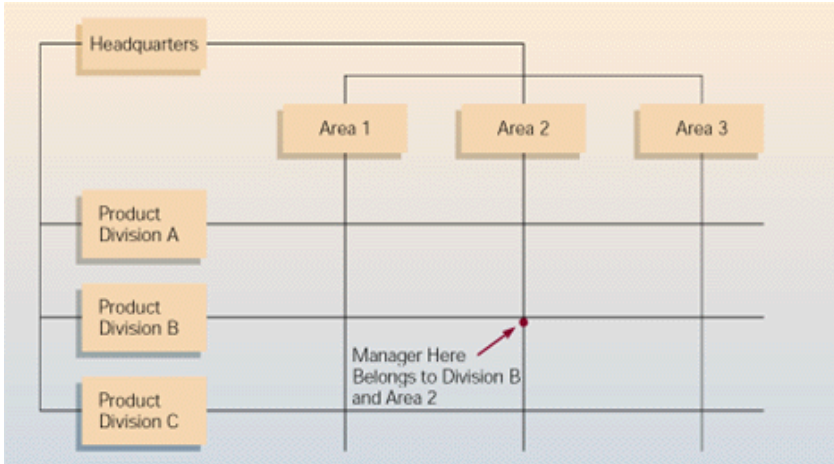 Headquarters
Area 1
Area 2
Area 3
Product
Division A
Product
Division B
Manager Here
Belongs to Division B
and Area 2
Product
Division C